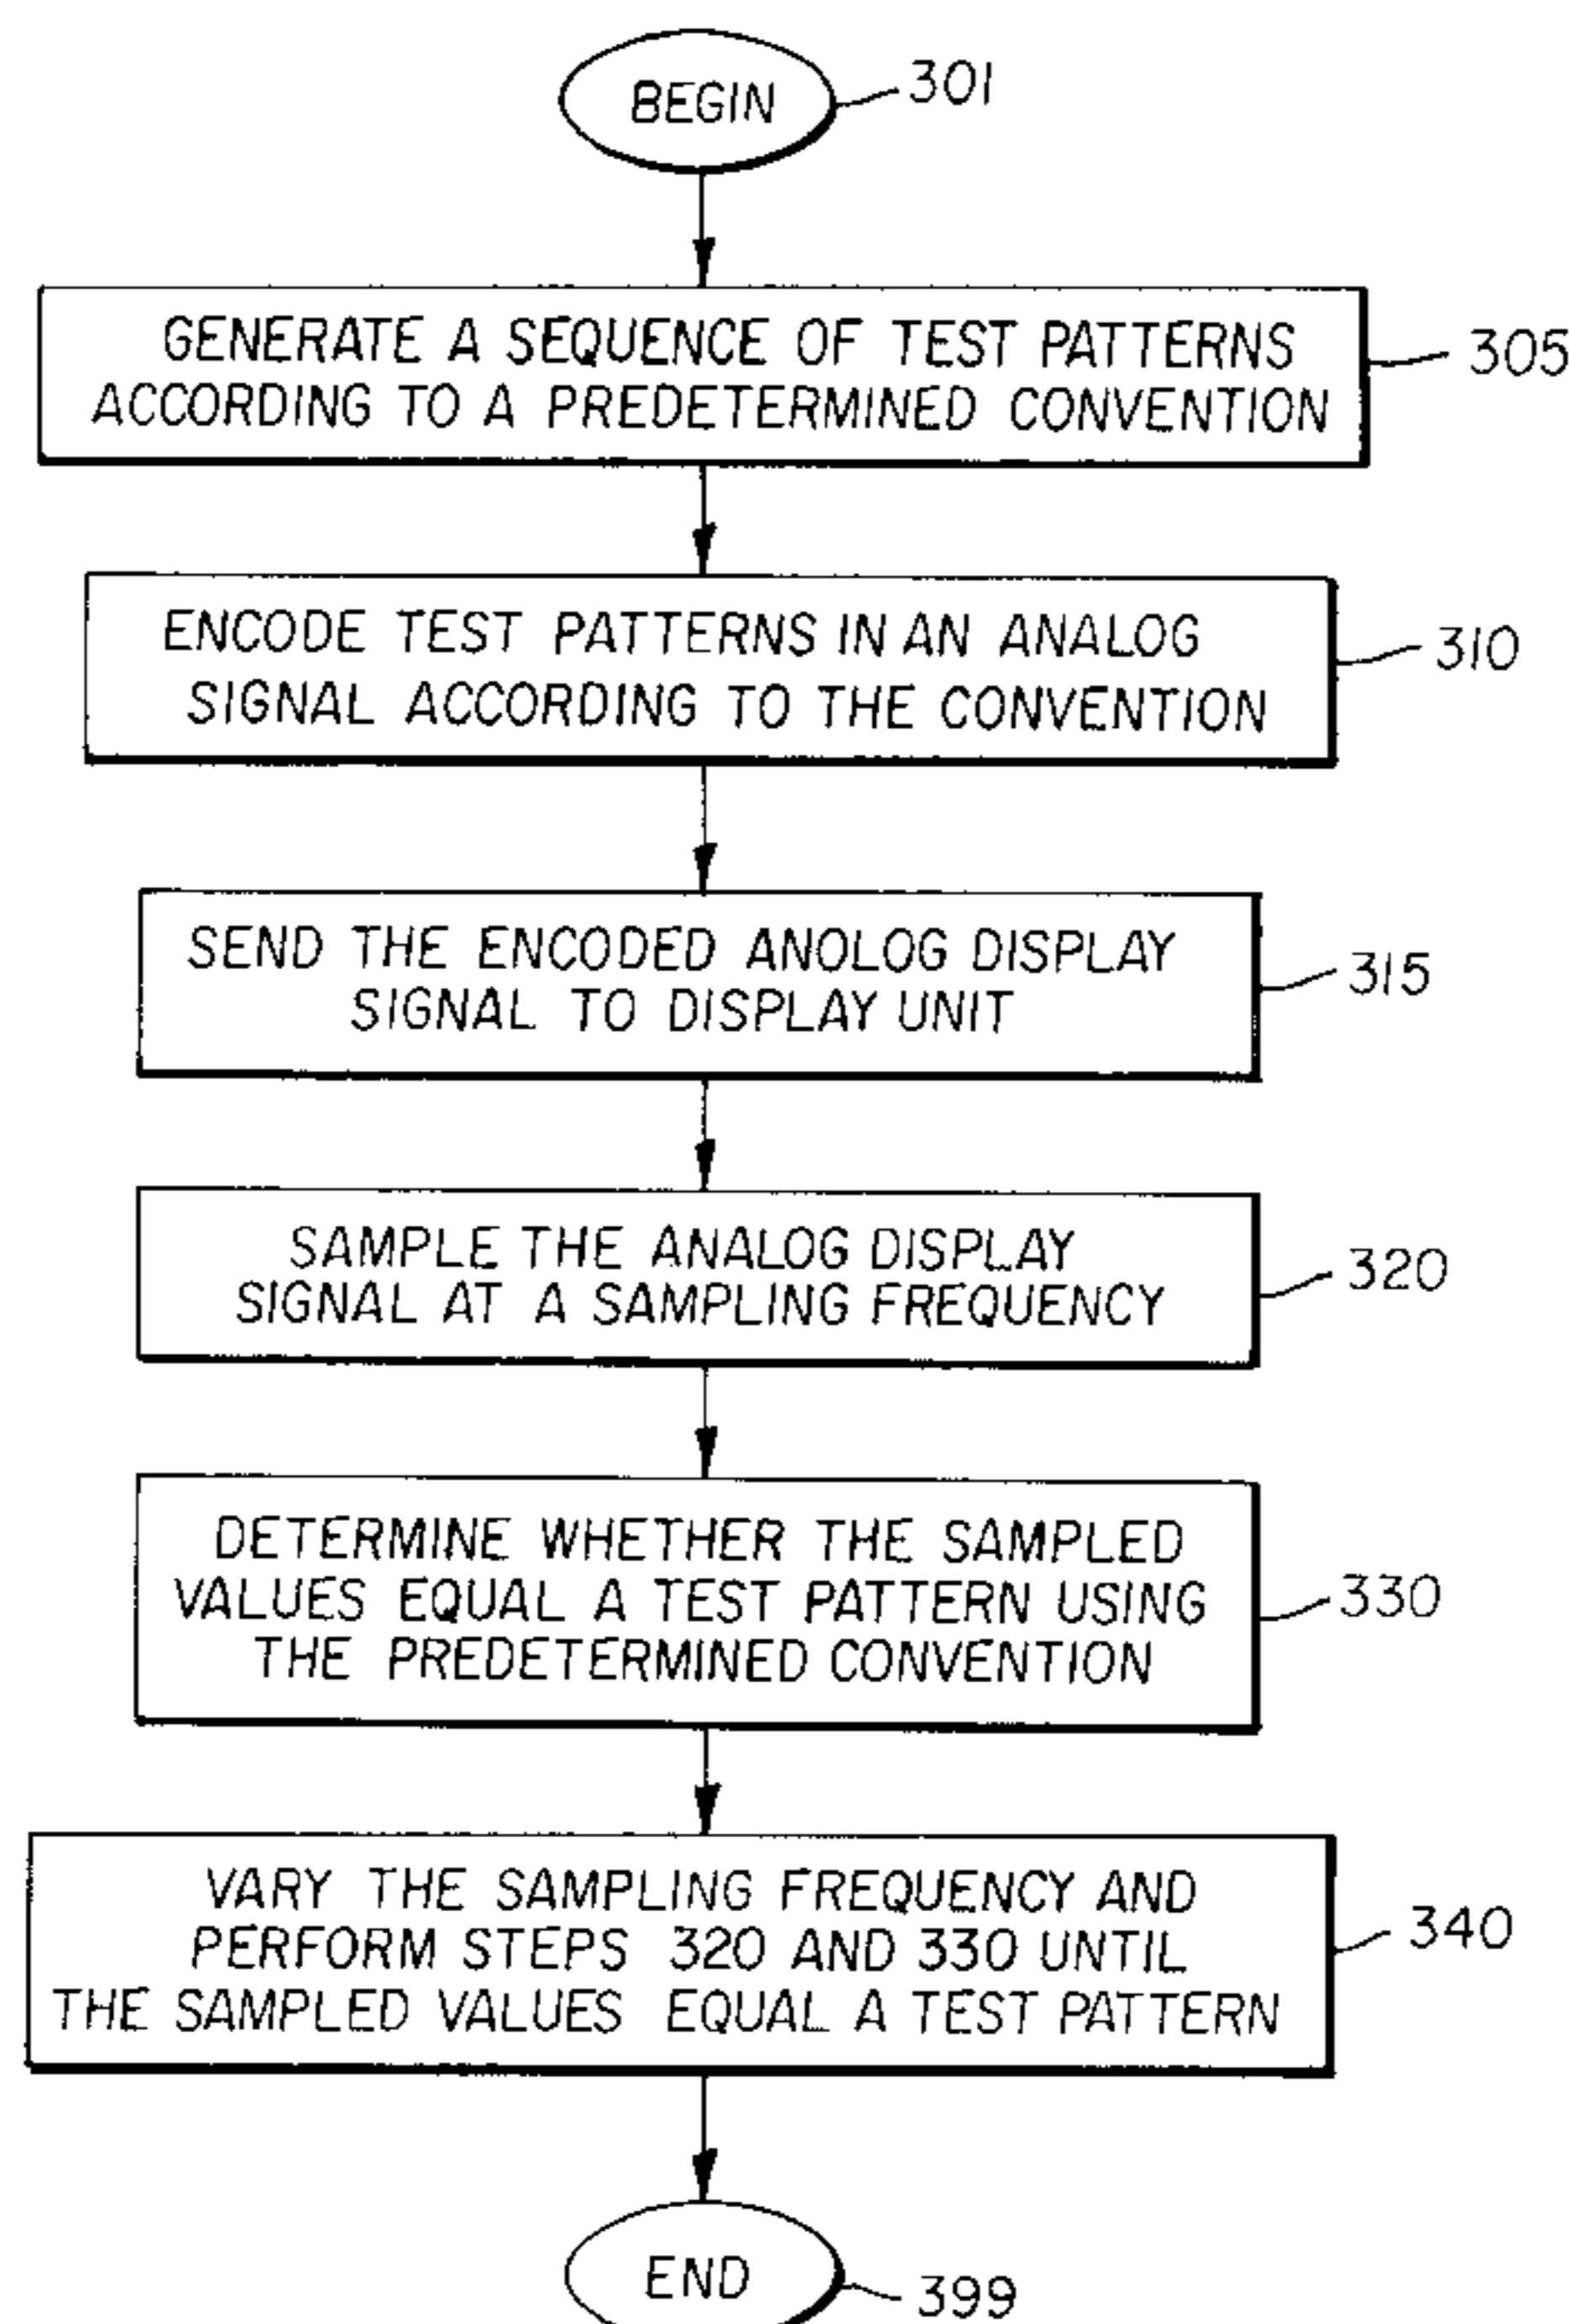 BEGIN
301
GENERATE A SEQUENCE OF TEST PATTERNS
ACCORDING TO A PREDETERMINED CONVENTION
305
ENCODE TEST PATTERNS IN AN ANALOG
SIGNAL ACCORDING TO THE CONVENTION
310
SEND THE ENCODED ANOLOG DISPLAY
SIGNAL TO DISPLAY UNIT
315
SAMPLE THE ANALOG DISPLAY
SIGNAL AT A SAMPLING FREQUENCY
320
DETERMINE WHETHER THE SAMPLED
VALUES EQUAL A TEST PATTERN USING
THE PREDETERMINED CONVENTION
330
VARY THE SAMPLING FREQUENCY AND
PERFORM STEPS 320 AND 330 UNTIL
THE SAMPLED VALUES EQUAL A TEST PATTERN
340
END
399